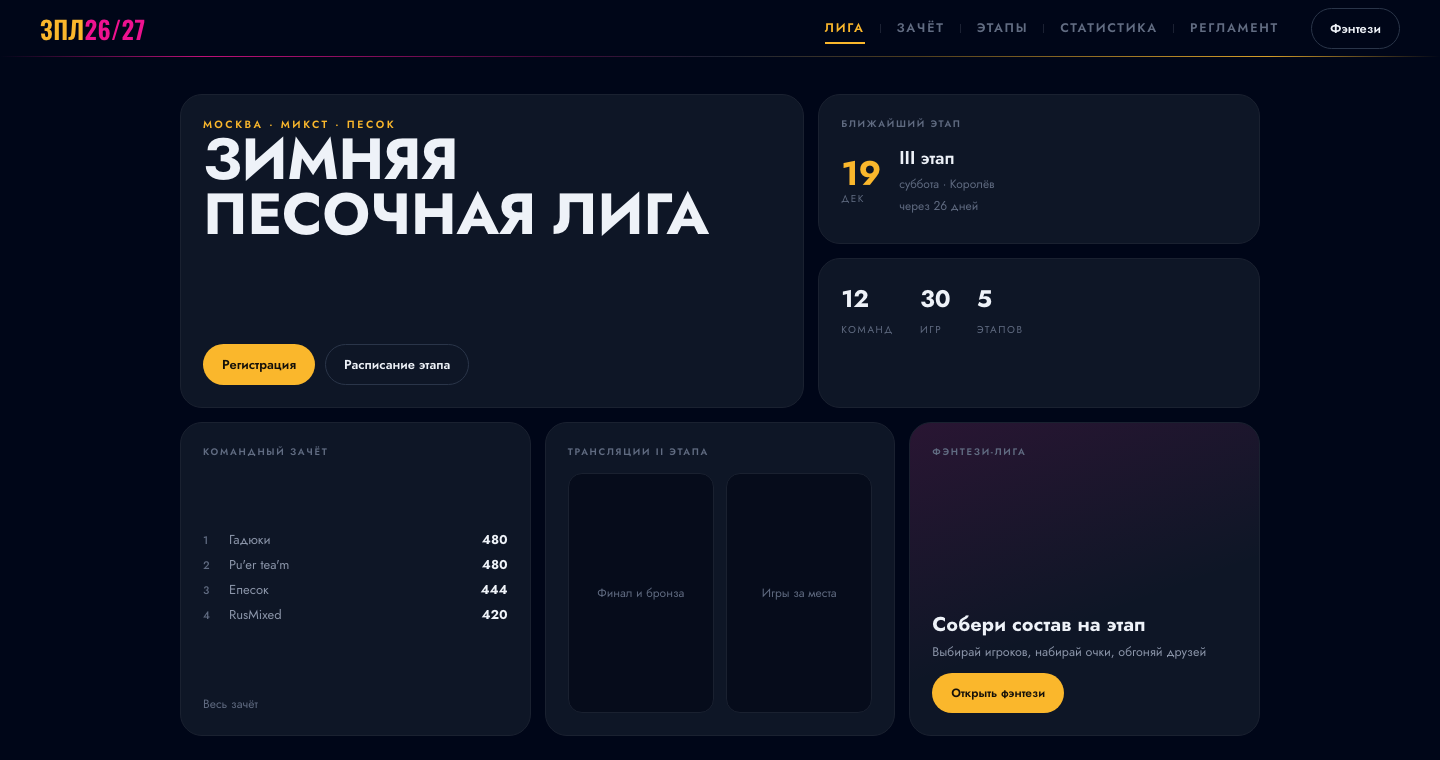 ЗПЛ26/27
ЛИГА
ЗАЧЁТ
ЭТАПЫ
СТАТИСТИКА
РЕГЛАМЕНТ
Фэнтези
МОСКВА · МИКСТ · ПЕСОК
ЗИМНЯЯ
ПЕСОЧНАЯ ЛИГА
Регистрация
Расписание этапа
БЛИЖАЙШИЙ ЭТАП
19
ДЕК
III этап
суббота · Королёв
через 26 дней
12
КОМАНД
30
ИГР
5
ЭТАПОВ
КОМАНДНЫЙ ЗАЧЁТ
1 Гадюки 480
2 Pu'er tea'm 480
3 Епесок 444
4 RusMixed 420
Весь зачёт
ТРАНСЛЯЦИИ II ЭТАПА
Финал и бронза
Игры за места
ФЭНТЕЗИ-ЛИГА
Собери состав на этап
Выбирай игроков, набирай очки, обгоняй друзей
Открыть фэнтези